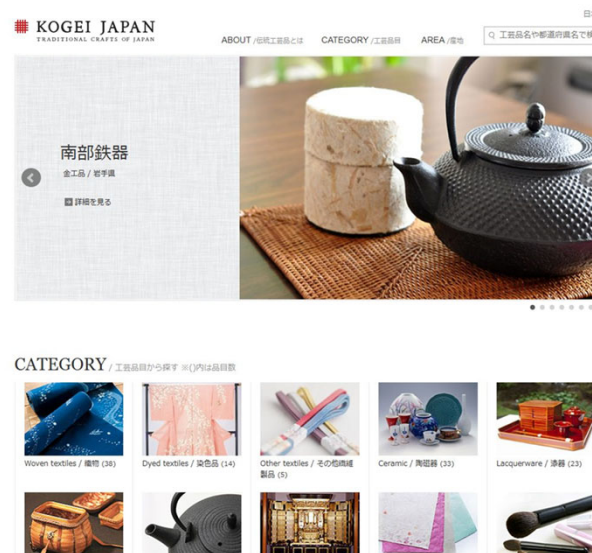 KOGEI JAPAN
TRADITIONAL CRAFTS OF JAPAN
ABOUT /伝統工芸品とは
CATEGORY /工芸品目
AREA /産地
工芸品名や都道府県名で検
南部鉄器
金工品 / 岩手県
詳細を見る
CATEGORY / 工芸品目から探す ※()内は品目数
Woven textiles / 織物 (38)
Dyed textiles / 染色品 (14)
Other textiles / その他繊維
製品 (5)
Ceramic / 陶磁器 (33)
Lacquerware / 漆器 (23)